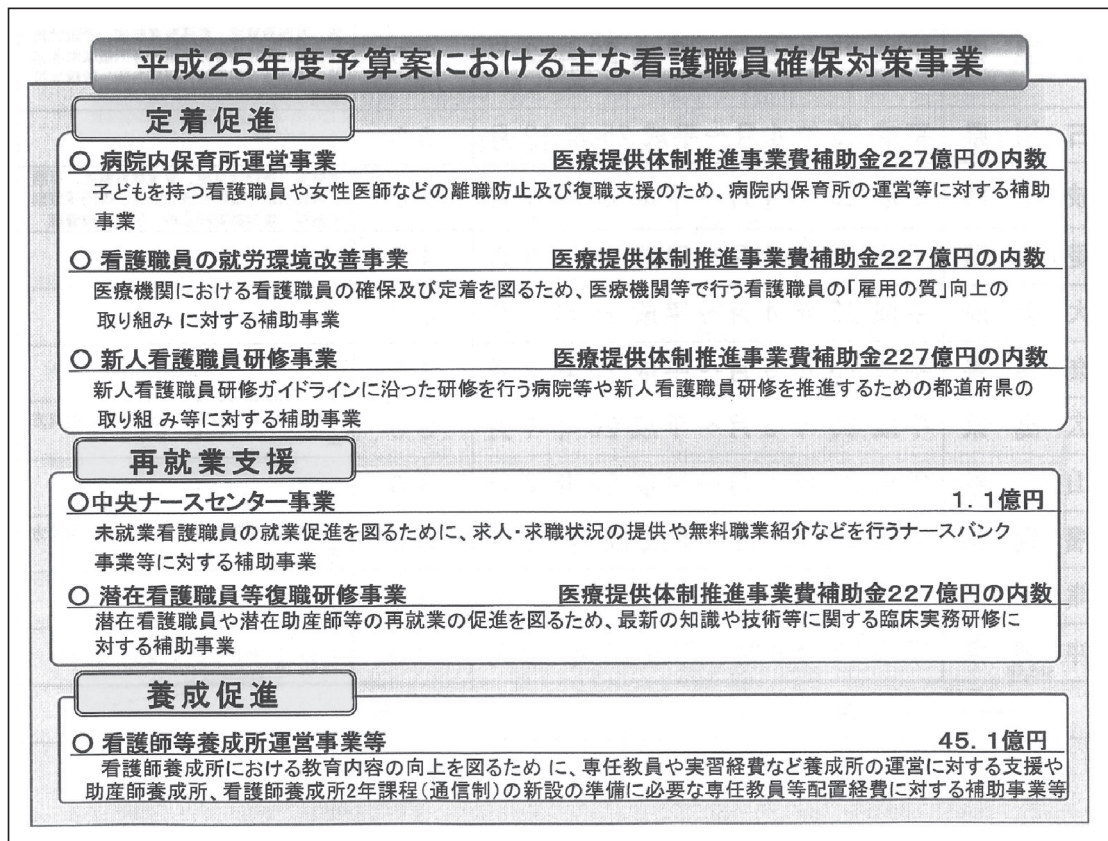 平成25年度予算案における主な看護職員確保対策事業
定着促進
○ 病院内保育所運営事業 医療提供体制推進事業費補助金227億円の内数
子どもを持つ看護職員や女性医師などの離職防止及び復職支援のため、病院内保育所の運営等に対する補助
事業
○ 看護職員の就労環境改善事業 医療提供体制推進事業費補助金227億円の内数
医療機関における看護職員の確保及び定着を図るため、医療機関等で行う看護職員の「雇用の質」向上の
取り組み に対する補助事業
○ 新人看護職員研修事業 医療提供体制推進事業費補助金227億円の内数
新人看護職員研修ガイドラインに沿った研修を行う病院等や新人看護職員研修を推進するための都道府県の
取り組 み等に対する補助事業
再就業支援
○中央ナースセンター事業 1.1億円
未就業看護職員の就業促進を図るために、求人・求職状況の提供や無料職業紹介などを行うナースバンク
事業等に対する補助事業
○ 潜在看護職員等復職研修事業 医療提供体制推進事業費補助金227億円の内数
潜在看護職員や潜在助産師等の再就業の促進を図るため、最新の知識や技術等に関する臨床実務研修に
対する補助事業
養成促進
○ 看護師等養成所運営事業等 45.1億円
看護師養成所における教育内容の向上を図るため に、専任教員や実習経費など養成所の運営に対する支援や
助産師養成所、看護師養成所2年課程(通信制)の新設の準備に必要な専任教員等配置経費に対する補助事業等